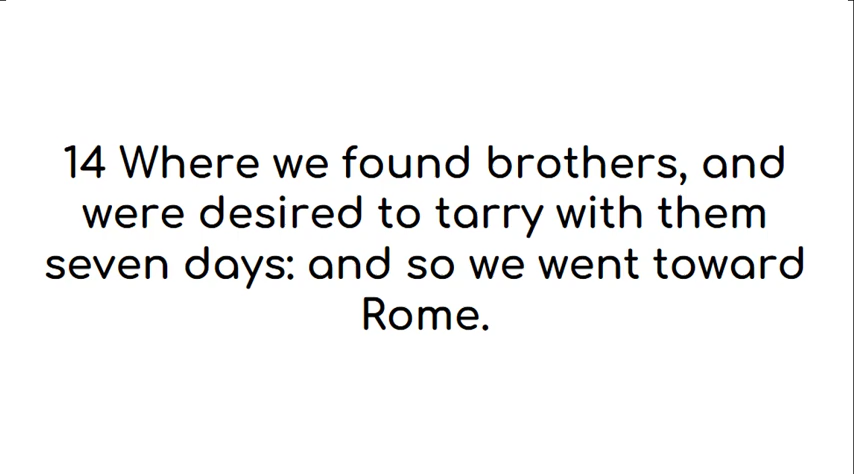 14 Where we found brothers, and
were desired to tarry with them
seven days: and so we went toward
Rome.